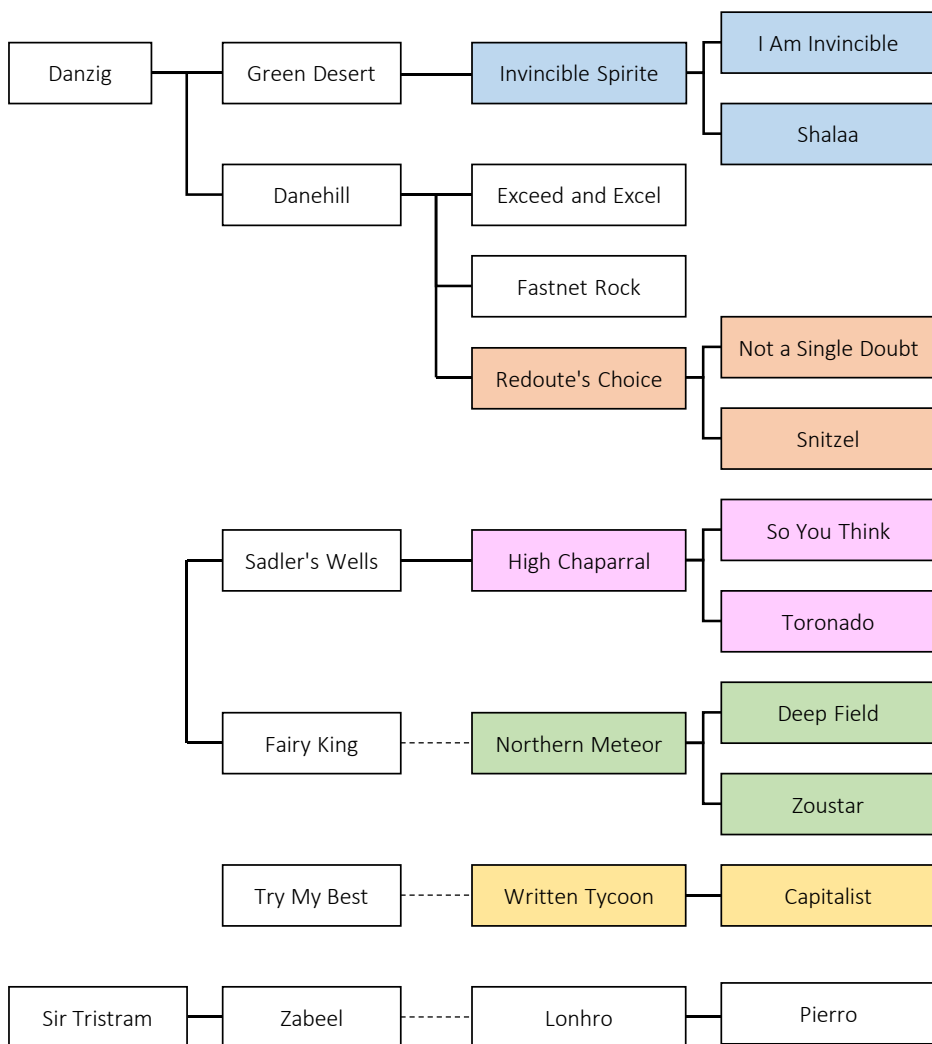 I Am Invincible
Danzig
Green Desert
Invincible Spirite
Shalaa
Danehill
Exceed and Excel
Fastnet Rock
Not a Single Doubt
Redoute's Choice
Snitzel
So You Think
Sadler's Wells
High Chaparral
Toronado
Deep Field
Fairy King
Northern Meteor
Zoustar
Try My Best
Written Tycoon
Capitalist
Sir Tristram
Zabeel
Lonhro
Pierro